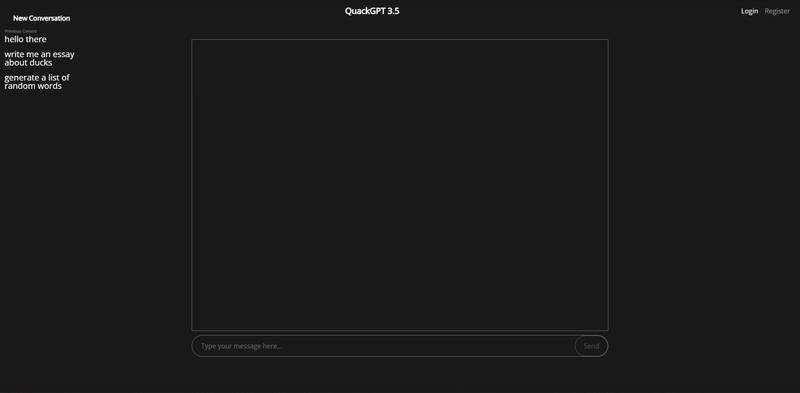 New Conversation
QuackGPT 3.5
Login
Register
Previous Convos
hello there
write me an essay
about ducks
generate a list of
random words
Type your message here...
Send